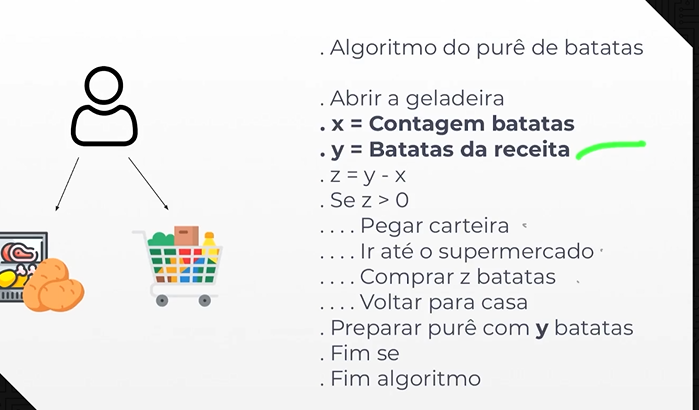 . Algoritmo do purê de batatas
. Abrir a geladeira
. x = Contagem batatas
. y = Batatas da receita
. z = y - x
. Se z > 0
. . . . Pegar carteira
. . . . Ir até o supermercado
. . . . Comprar z batatas
. . . . Voltar para casa
. Preparar purê com y batatas
. Fim se
. Fim algoritmo